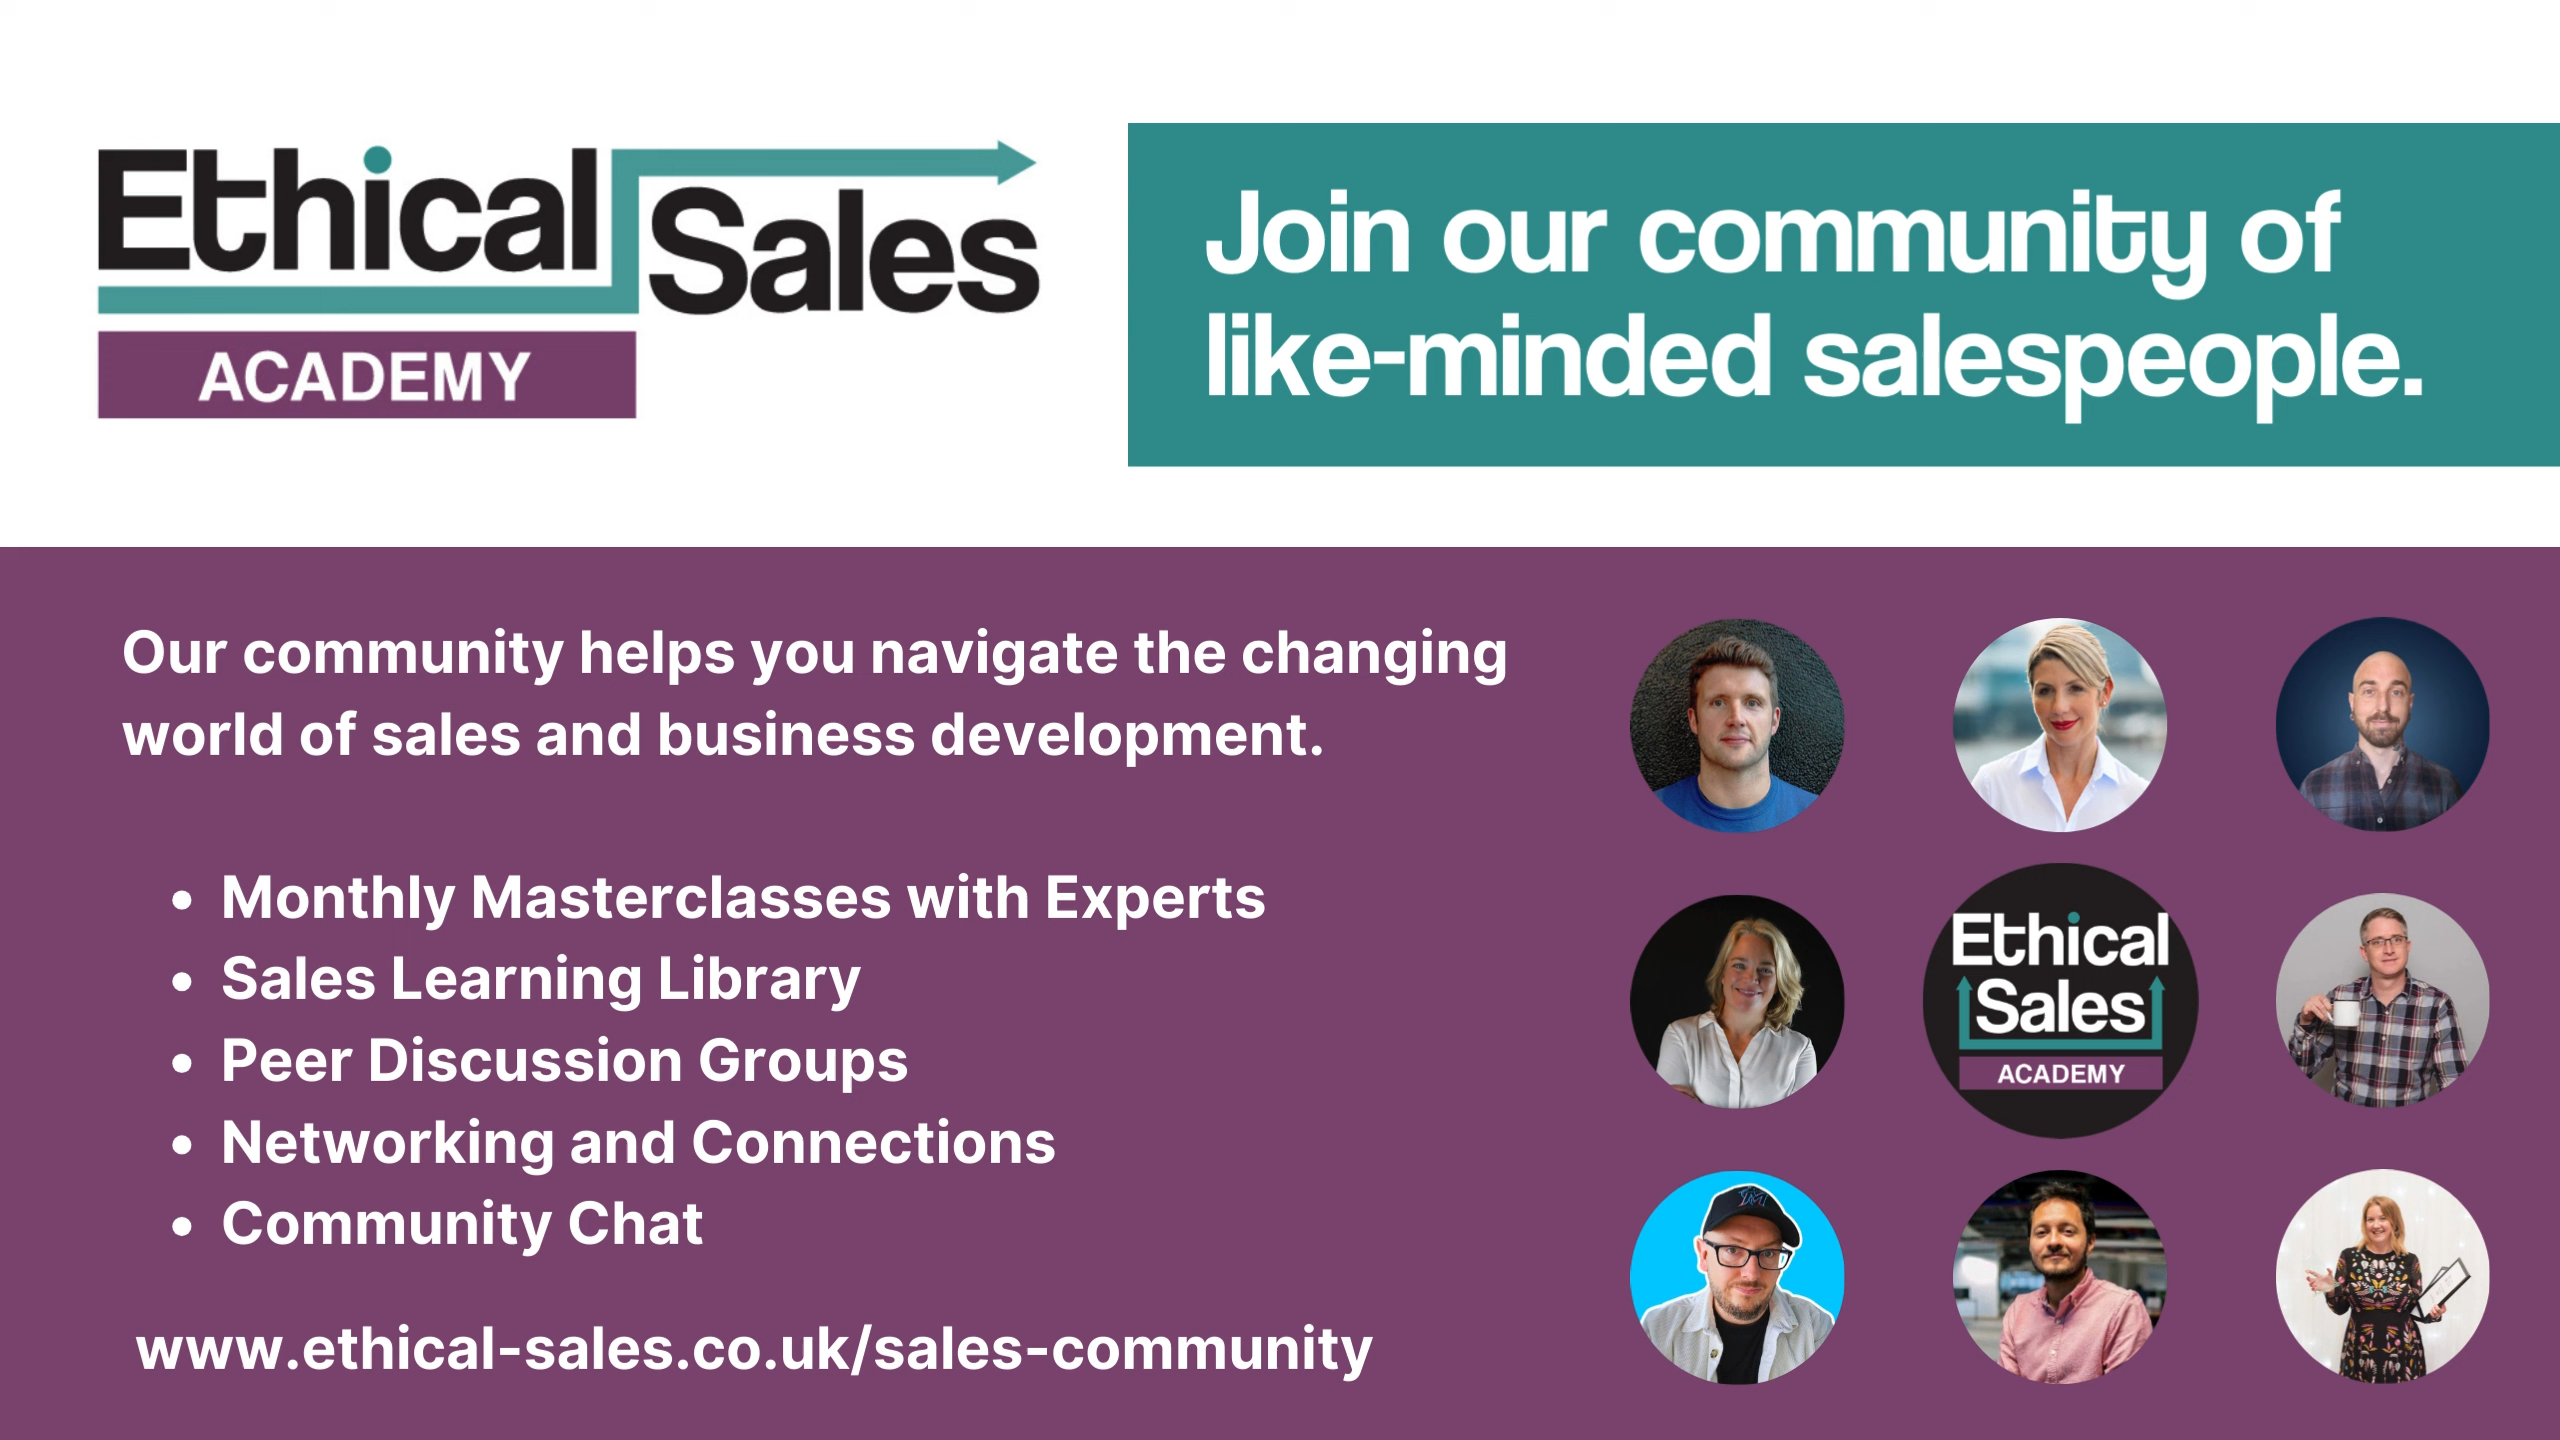 Ethical Sales
ACADEMY
Join our community of
like-minded salespeople.
Our community helps you navigate the changing
world of sales and business development.
• Monthly Masterclasses with Experts
• Sales Learning Library
• Peer Discussion Groups
• Networking and Connections
• Community Chat
www.ethical-sales.co.uk/sales-community
Ethical
Sales
ACADEMY